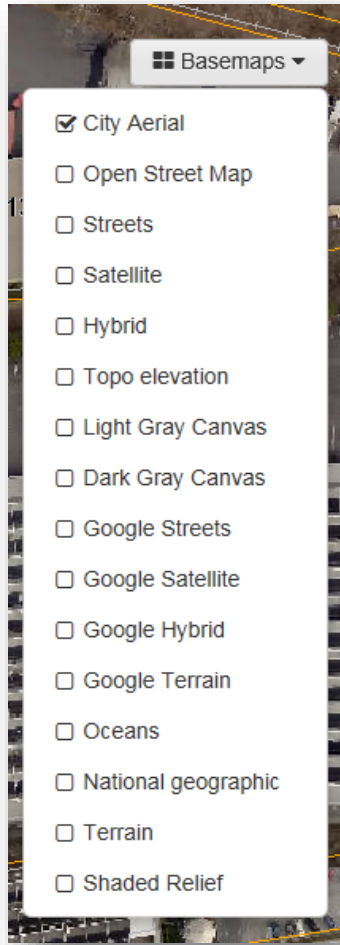 Basemaps
City Aerial
Open Street Map
Streets
Satellite
Hybrid
Topo elevation
Light Gray Canvas
Dark Gray Canvas
Google Streets
Google Satellite
Google Hybrid
Google Terrain
Oceans
National geographic
Terrain
Shaded Relief